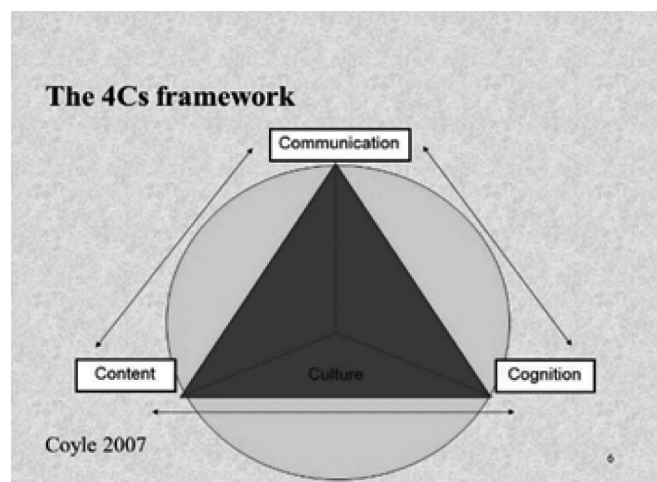 The 4Cs framework
Communication
Content
Culture
Cognition
Coyle 2007
6